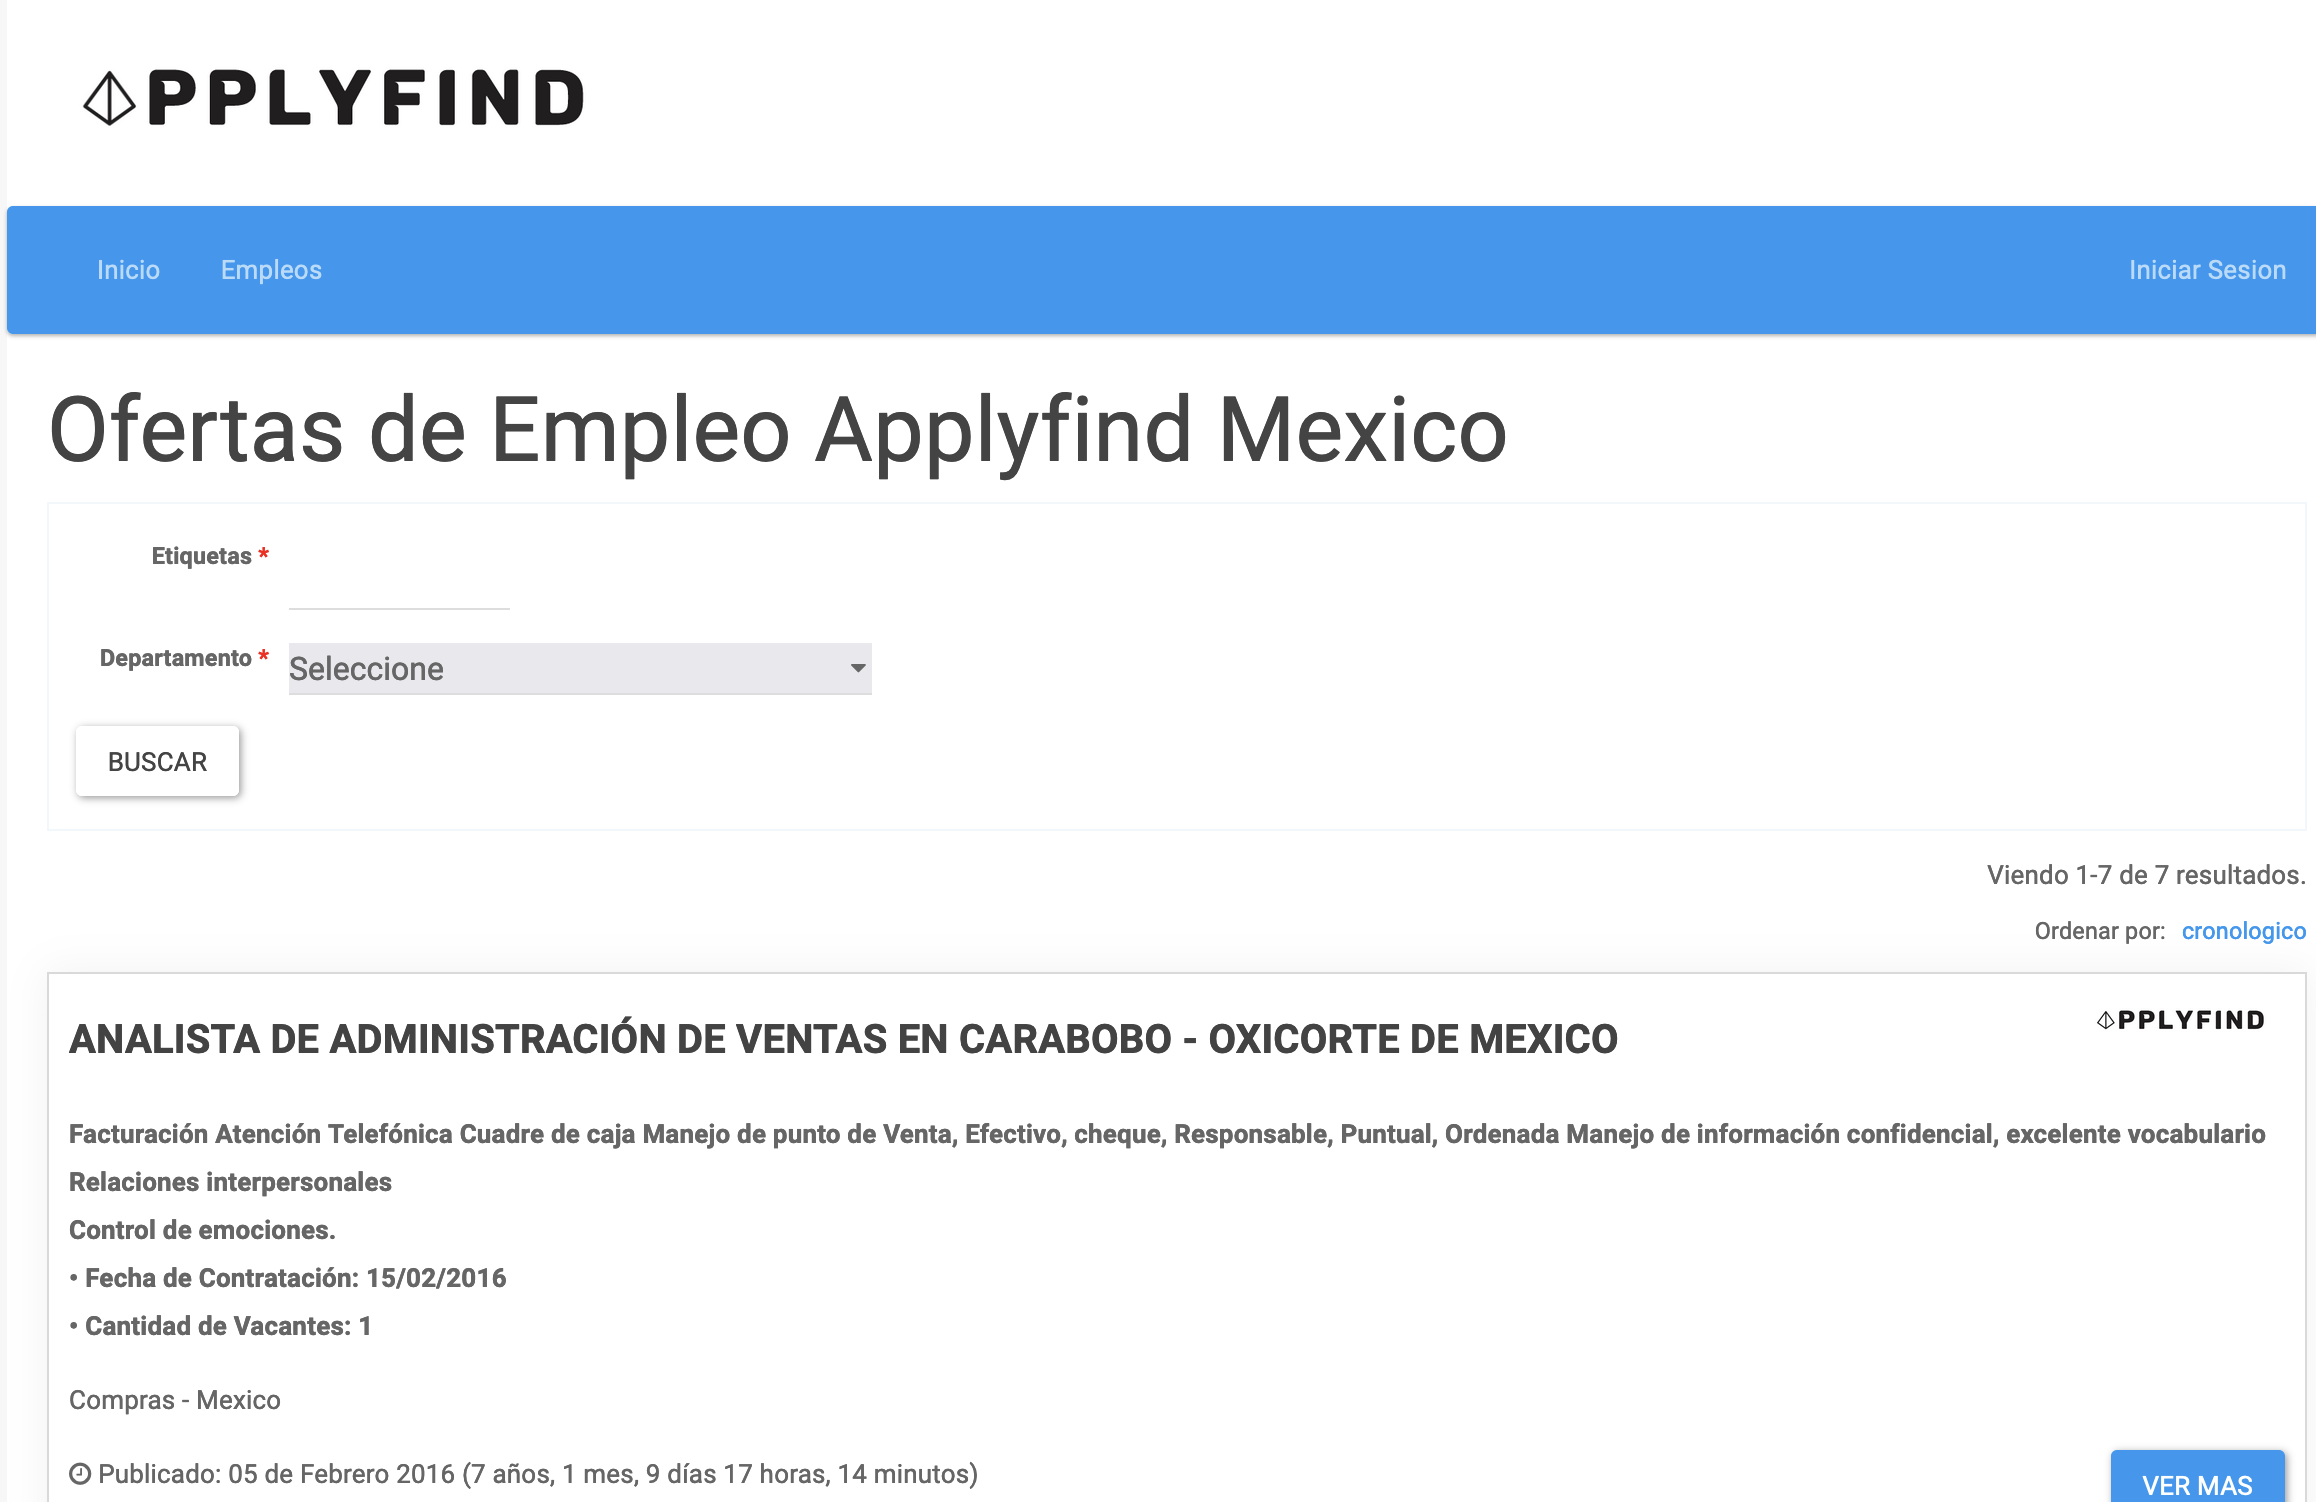 APPLYFIND
Inicio Empleos Iniciar Sesion
Ofertas de Empleo Applyfind Mexico
Etiquetas *
Departamento * Seleccione
BUSCAR
Viendo 1-7 de 7 resultados.
Ordenar por: cronologico
ANALISTA DE ADMINISTRACIÓN DE VENTAS EN CARABOBO - OXICORTE DE MEXICO
APPLYFIND
Facturación Atención Telefónica Cuadre de caja Manejo de punto de Venta, Efectivo, cheque, Responsable, Puntual, Ordenada Manejo de información confidencial, excelente vocabulario
Relaciones interpersonales
Control de emociones.
• Fecha de Contratación: 15/02/2016
• Cantidad de Vacantes: 1
Compras - Mexico
Publicado: 05 de Febrero 2016 (7 años, 1 mes, 9 días 17 horas, 14 minutos)
VER MAS